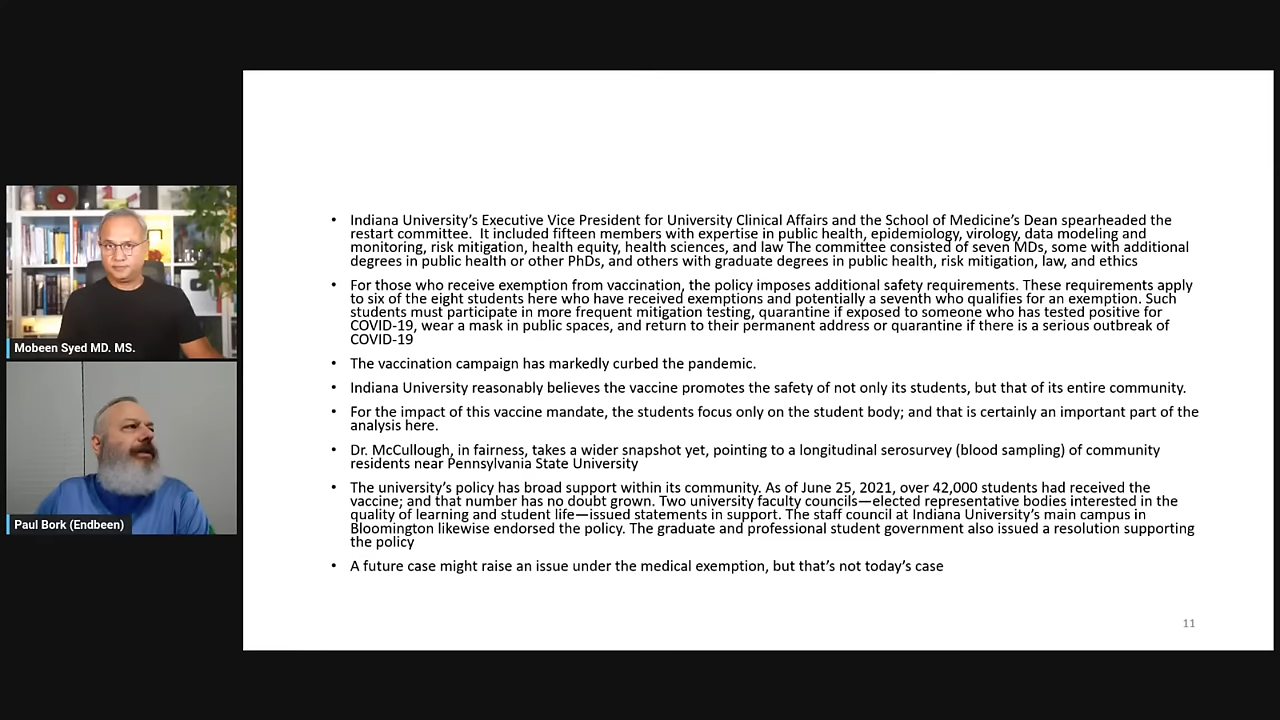 Mobeen Syed MD. MS.
Paul Bork (Endbeen)
• Indiana University's Executive Vice President for University Clinical Affairs and the School of Medicine's Dean spearheaded the
restart committee.  It included fifteen members with expertise in public health, epidemiology, virology, data modeling and
monitoring, risk mitigation, health equity, health sciences, and law The committee consisted of seven MDs, some with additional
degrees in public health or other PhDs, and others with graduate degrees in public health, risk mitigation, law, and ethics
• For those who receive exemption from vaccination, the policy imposes additional safety requirements. These requirements apply
to six of the eight students here who have received exemptions and potentially a seventh who qualifies for an exemption. Such
students must participate in more frequent mitigation testing, quarantine if exposed to someone who has tested positive for
COVID-19, wear a mask in public spaces, and return to their permanent address or quarantine if there is a serious outbreak of
COVID-19
• The vaccination campaign has markedly curbed the pandemic.
• Indiana University reasonably believes the vaccine promotes the safety of not only its students, but that of its entire community.
• For the impact of this vaccine mandate, the students focus only on the student body; and that is certainly an important part of the
analysis here.
• Dr. McCullough, in fairness, takes a wider snapshot yet, pointing to a longitudinal serosurvey (blood sampling) of community
residents near Pennsylvania State University
• The university's policy has broad support within its community. As of June 25, 2021, over 42,000 students had received the
vaccine; and that number has no doubt grown. Two university faculty councils—elected representative bodies interested in the
quality of learning and student life—issued statements in support. The staff council at Indiana University's main campus in
Bloomington likewise endorsed the policy. The graduate and professional student government also issued a resolution supporting
the policy
• A future case might raise an issue under the medical exemption, but that's not today's case
11